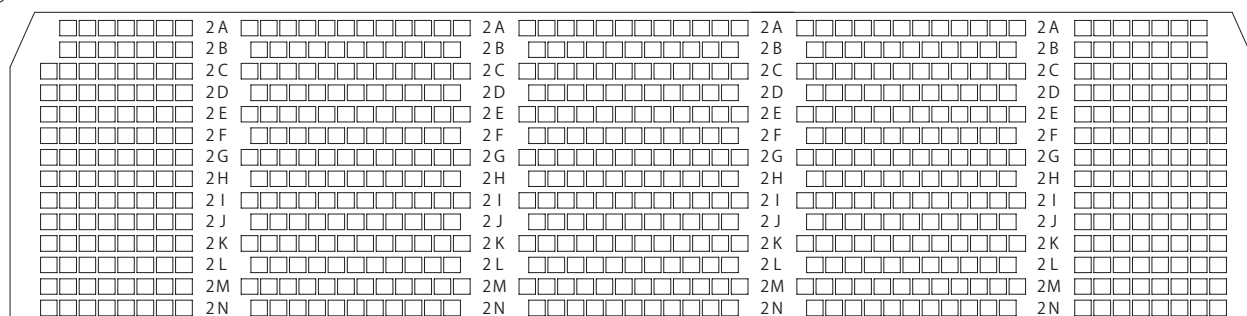 2A 2A 2A 2A
2B 2B 2B 2B
2C 2C 2C 2C
2D 2D 2D 2D
2E 2E 2E 2E
2F 2F 2F 2F
2G 2G 2G 2G
2H 2H 2H 2H
2I 2I 2I 2I
2J 2J 2J 2J
2K 2K 2K 2K
2L 2L 2L 2L
2M 2M 2M 2M
2N 2N 2N 2N